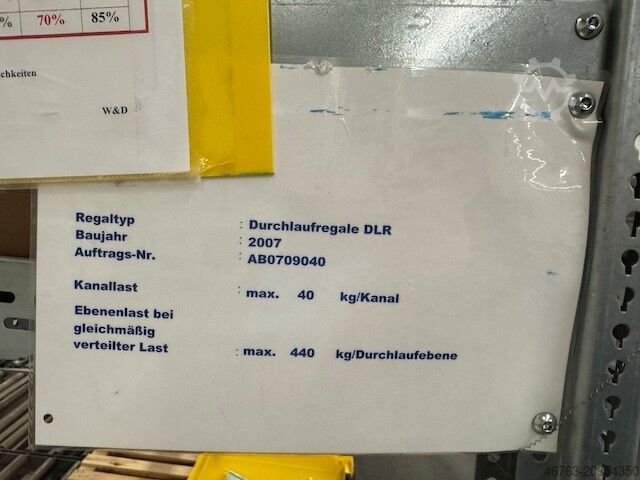 % 70% 85%
chkeiten
W&D
Regaltyp : Durchlaufregale DLR
Baujahr : 2007
Auftrags-Nr. : AB0709040
Kanallast : max. 40 kg/Kanal
Ebenenlast bei
gleichmäßig
verteilter Last : max. 440 kg/Durchlaufebene